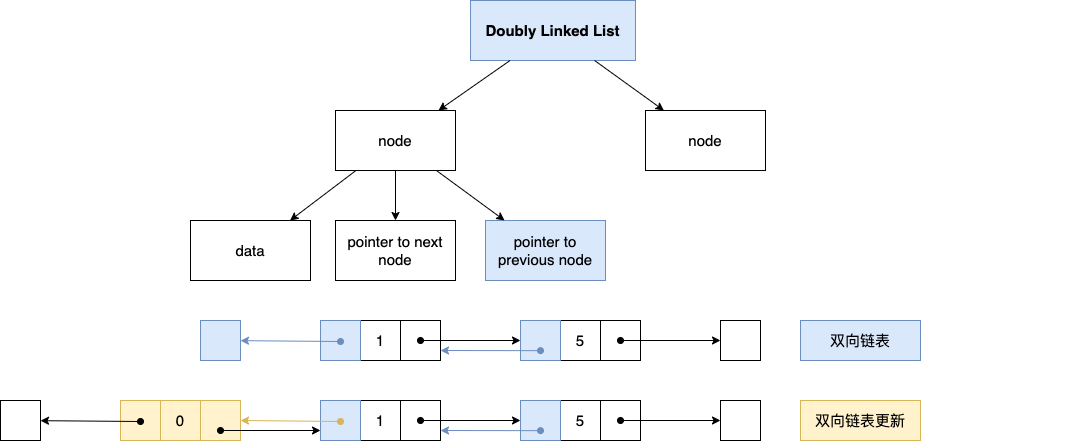 Doubly Linked List
node
node
data
pointer to next
node
pointer to
previous node
1
5
双向链表
0
1
5
双向链表更新